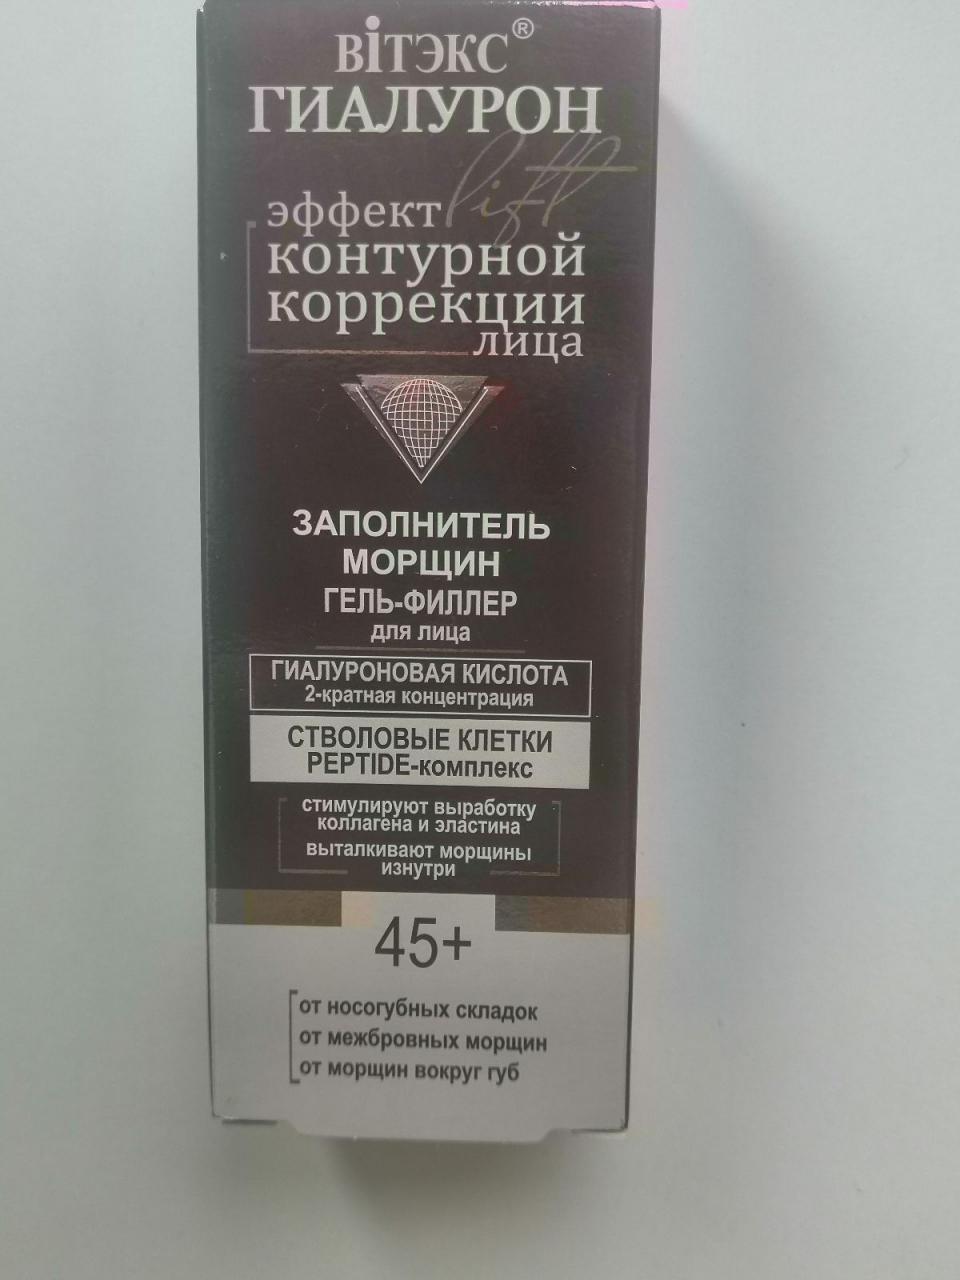 ВІТЭКС®
ГИАЛУРОН
lift
эффект
контурной
коррекции
лица
ЗАПОЛНИТЕЛЬ
МОРЩИН
ГЕЛЬ-ФИЛЛЕР
для лица
ГИАЛУРОНОВАЯ КИСЛОТА
2-кратная концентрация
СТВОЛОВЫЕ КЛЕТКИ
PEPTIDE-комплекс
стимулируют выработку
коллагена и эластина
выталкивают морщины
изнутри
45+
от носогубных складок
от межбровных морщин
от морщин вокруг губ